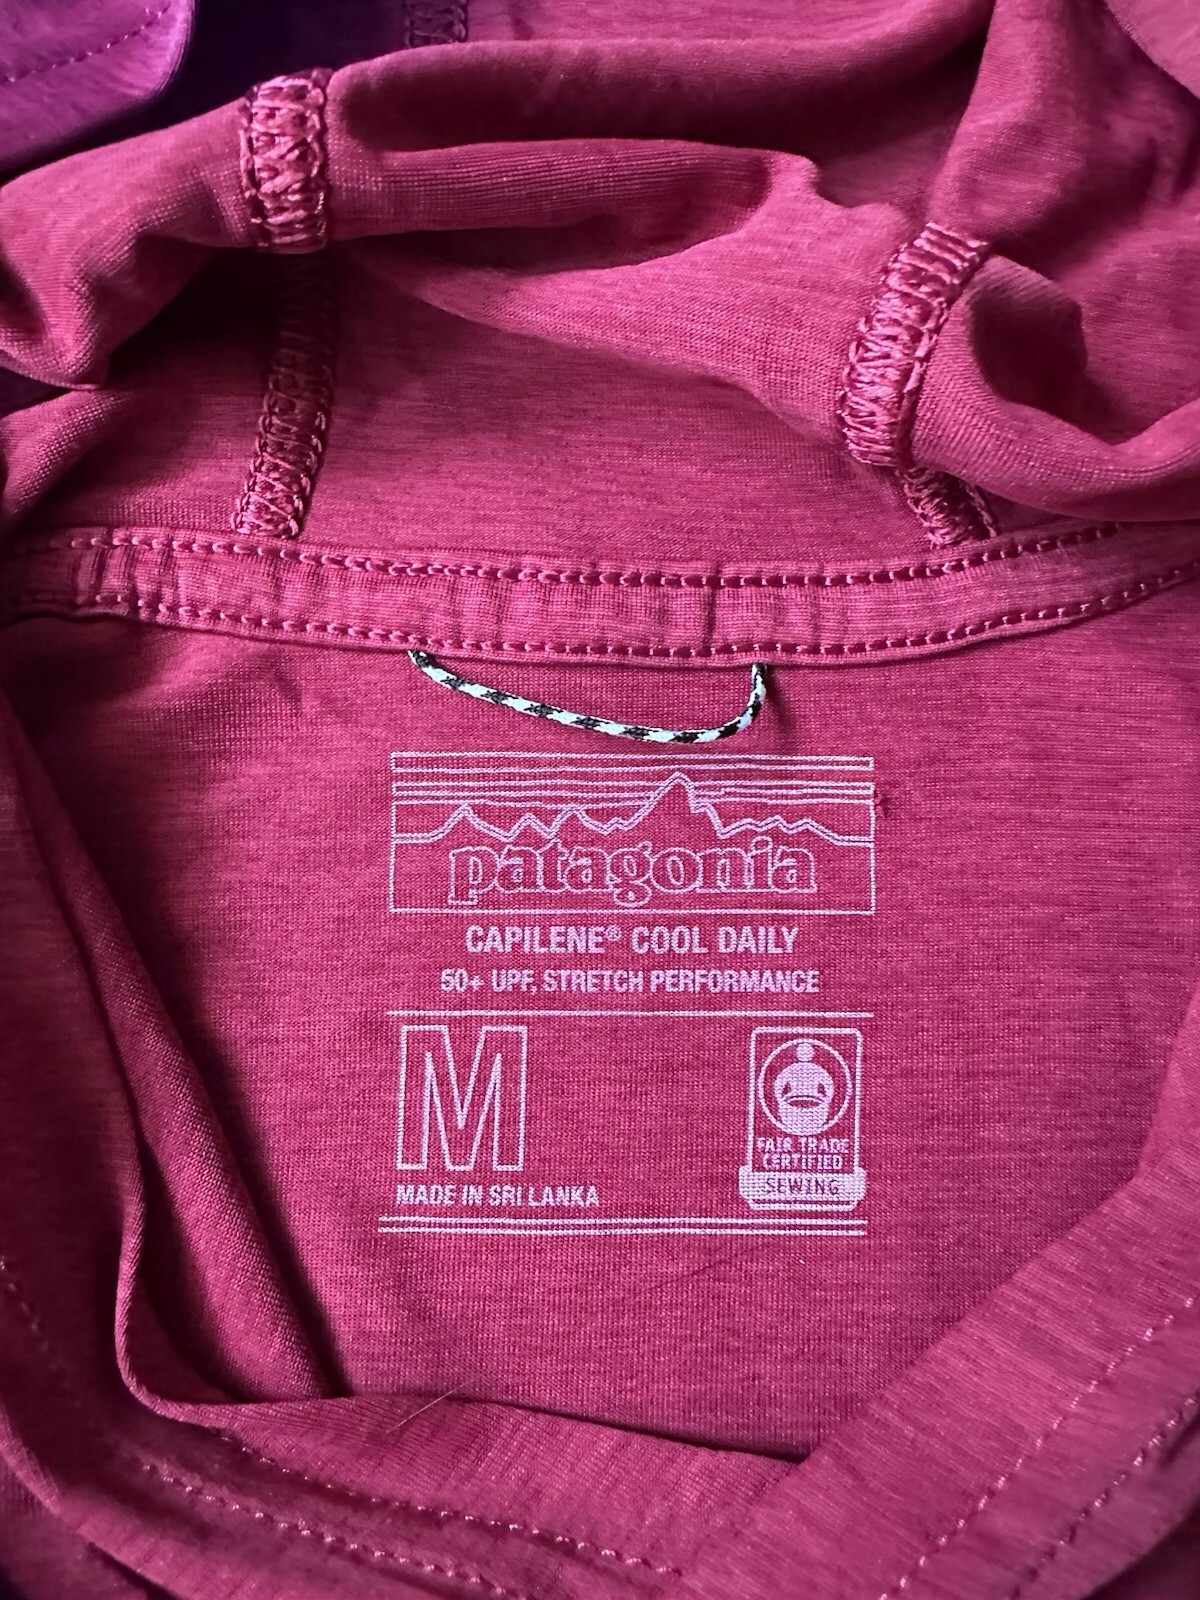 patagonia
CAPILENE® COOL DAILY
50+ UPF, STRETCH PERFORMANCE
M
MADE IN SRI LANKA
FAIR TRADE
CERTIFIED
SEWING